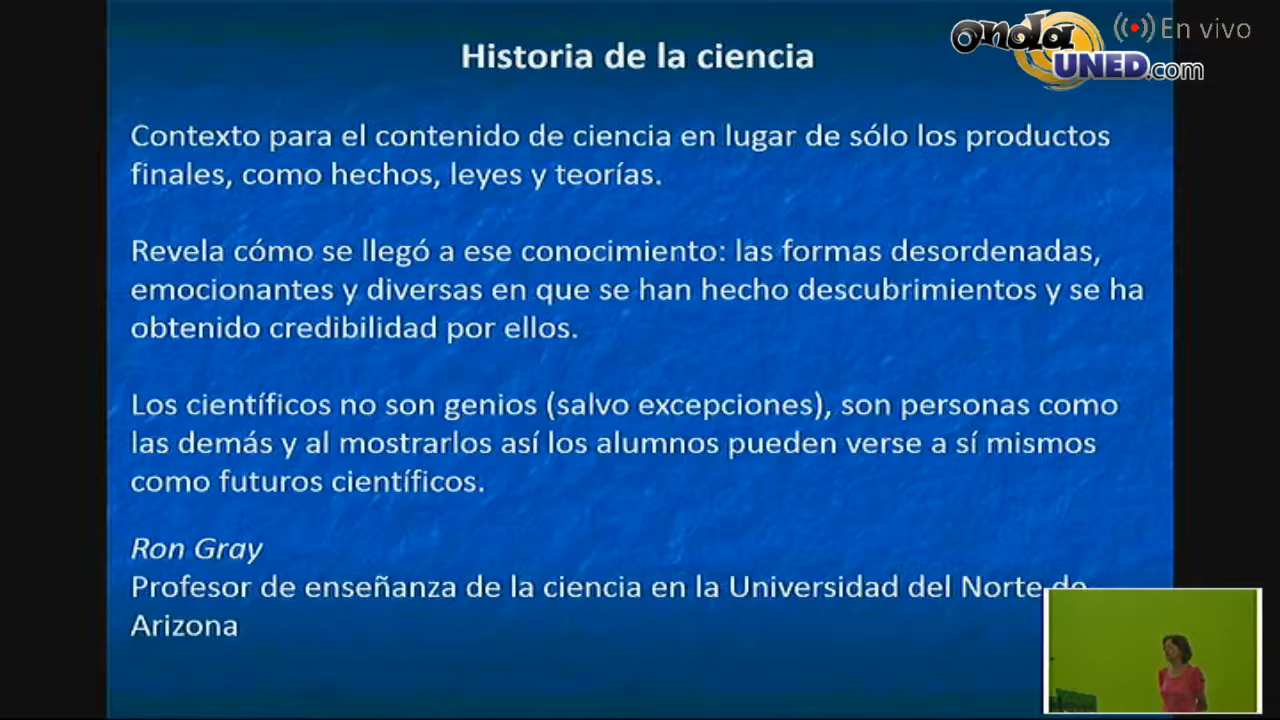 Historia de la ciencia
onda
UNED.com
En vivo
Contexto para el contenido de ciencia en lugar de sólo los productos
finales, como hechos, leyes y teorías.
Revela cómo se llegó a ese conocimiento: las formas desordenadas,
emocionantes y diversas en que se han hecho descubrimientos y se ha
obtenido credibilidad por ellos.
Los científicos no son genios (salvo excepciones), son personas como
las demás y al mostrarlos así los alumnos pueden verse a sí mismos
como futuros científicos.
Ron Gray
Profesor de enseñanza de la ciencia en la Universidad del Norte de
Arizona